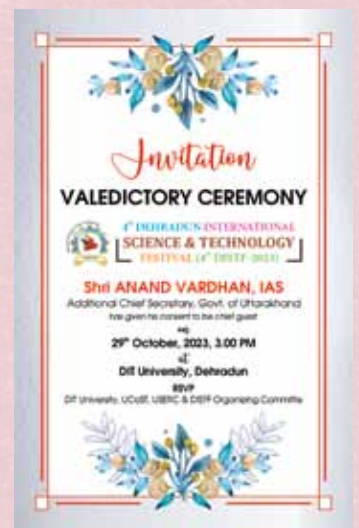 Invitation
VALEDICTORY CEREMONY
4th DEHRADUN INTERNATIONAL
SCIENCE & TECHNOLOGY
FESTIVAL (4th DISTF-2023)
Shri ANAND VARDHAN, IAS
Additional Chief Secretary, Govt. of Uttarakhand
has given his consent to be chief guest
on
29th October, 2023, 3.00 PM
at
DIT University, Dehradun
RSVP
DIT University, UCoST, USERC & DISTF Organizing Committe